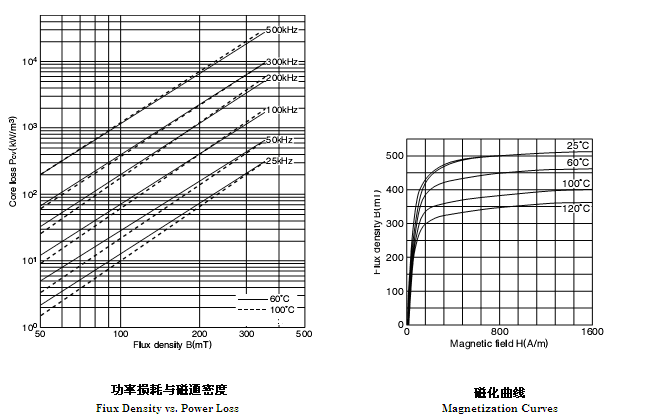 Core loss Pcv(kW/m3)
10⁴
10³
10²
10¹
10⁰
500kHz
300kHz
200kHz
100kHz
50kHz
25kHz
60˚C
100˚C
50
100
200
300
500
Flux density B(mT)
功率损耗与磁通密度
Fiux Density vs. Power Loss
Flux density B(mT)
500
400
300
200
100
0
25˚C
60˚C
100˚C
120˚C
0
800
1600
Magnetic field H(A/m)
磁化曲线
Magnetization Curves